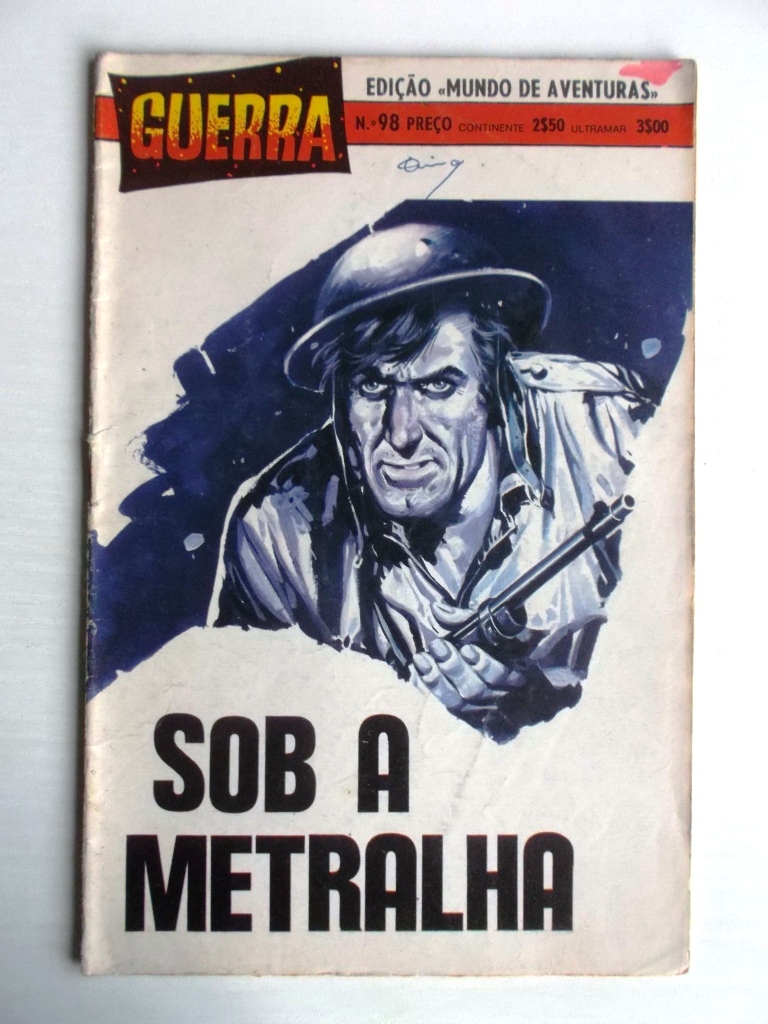 GUERRA
EDIÇÃO «MUNDO DE AVENTURAS»
N.º 98 PREÇO CONTINENTE 2$50 ULTRAMAR 3$00
SOB A
METRALHA